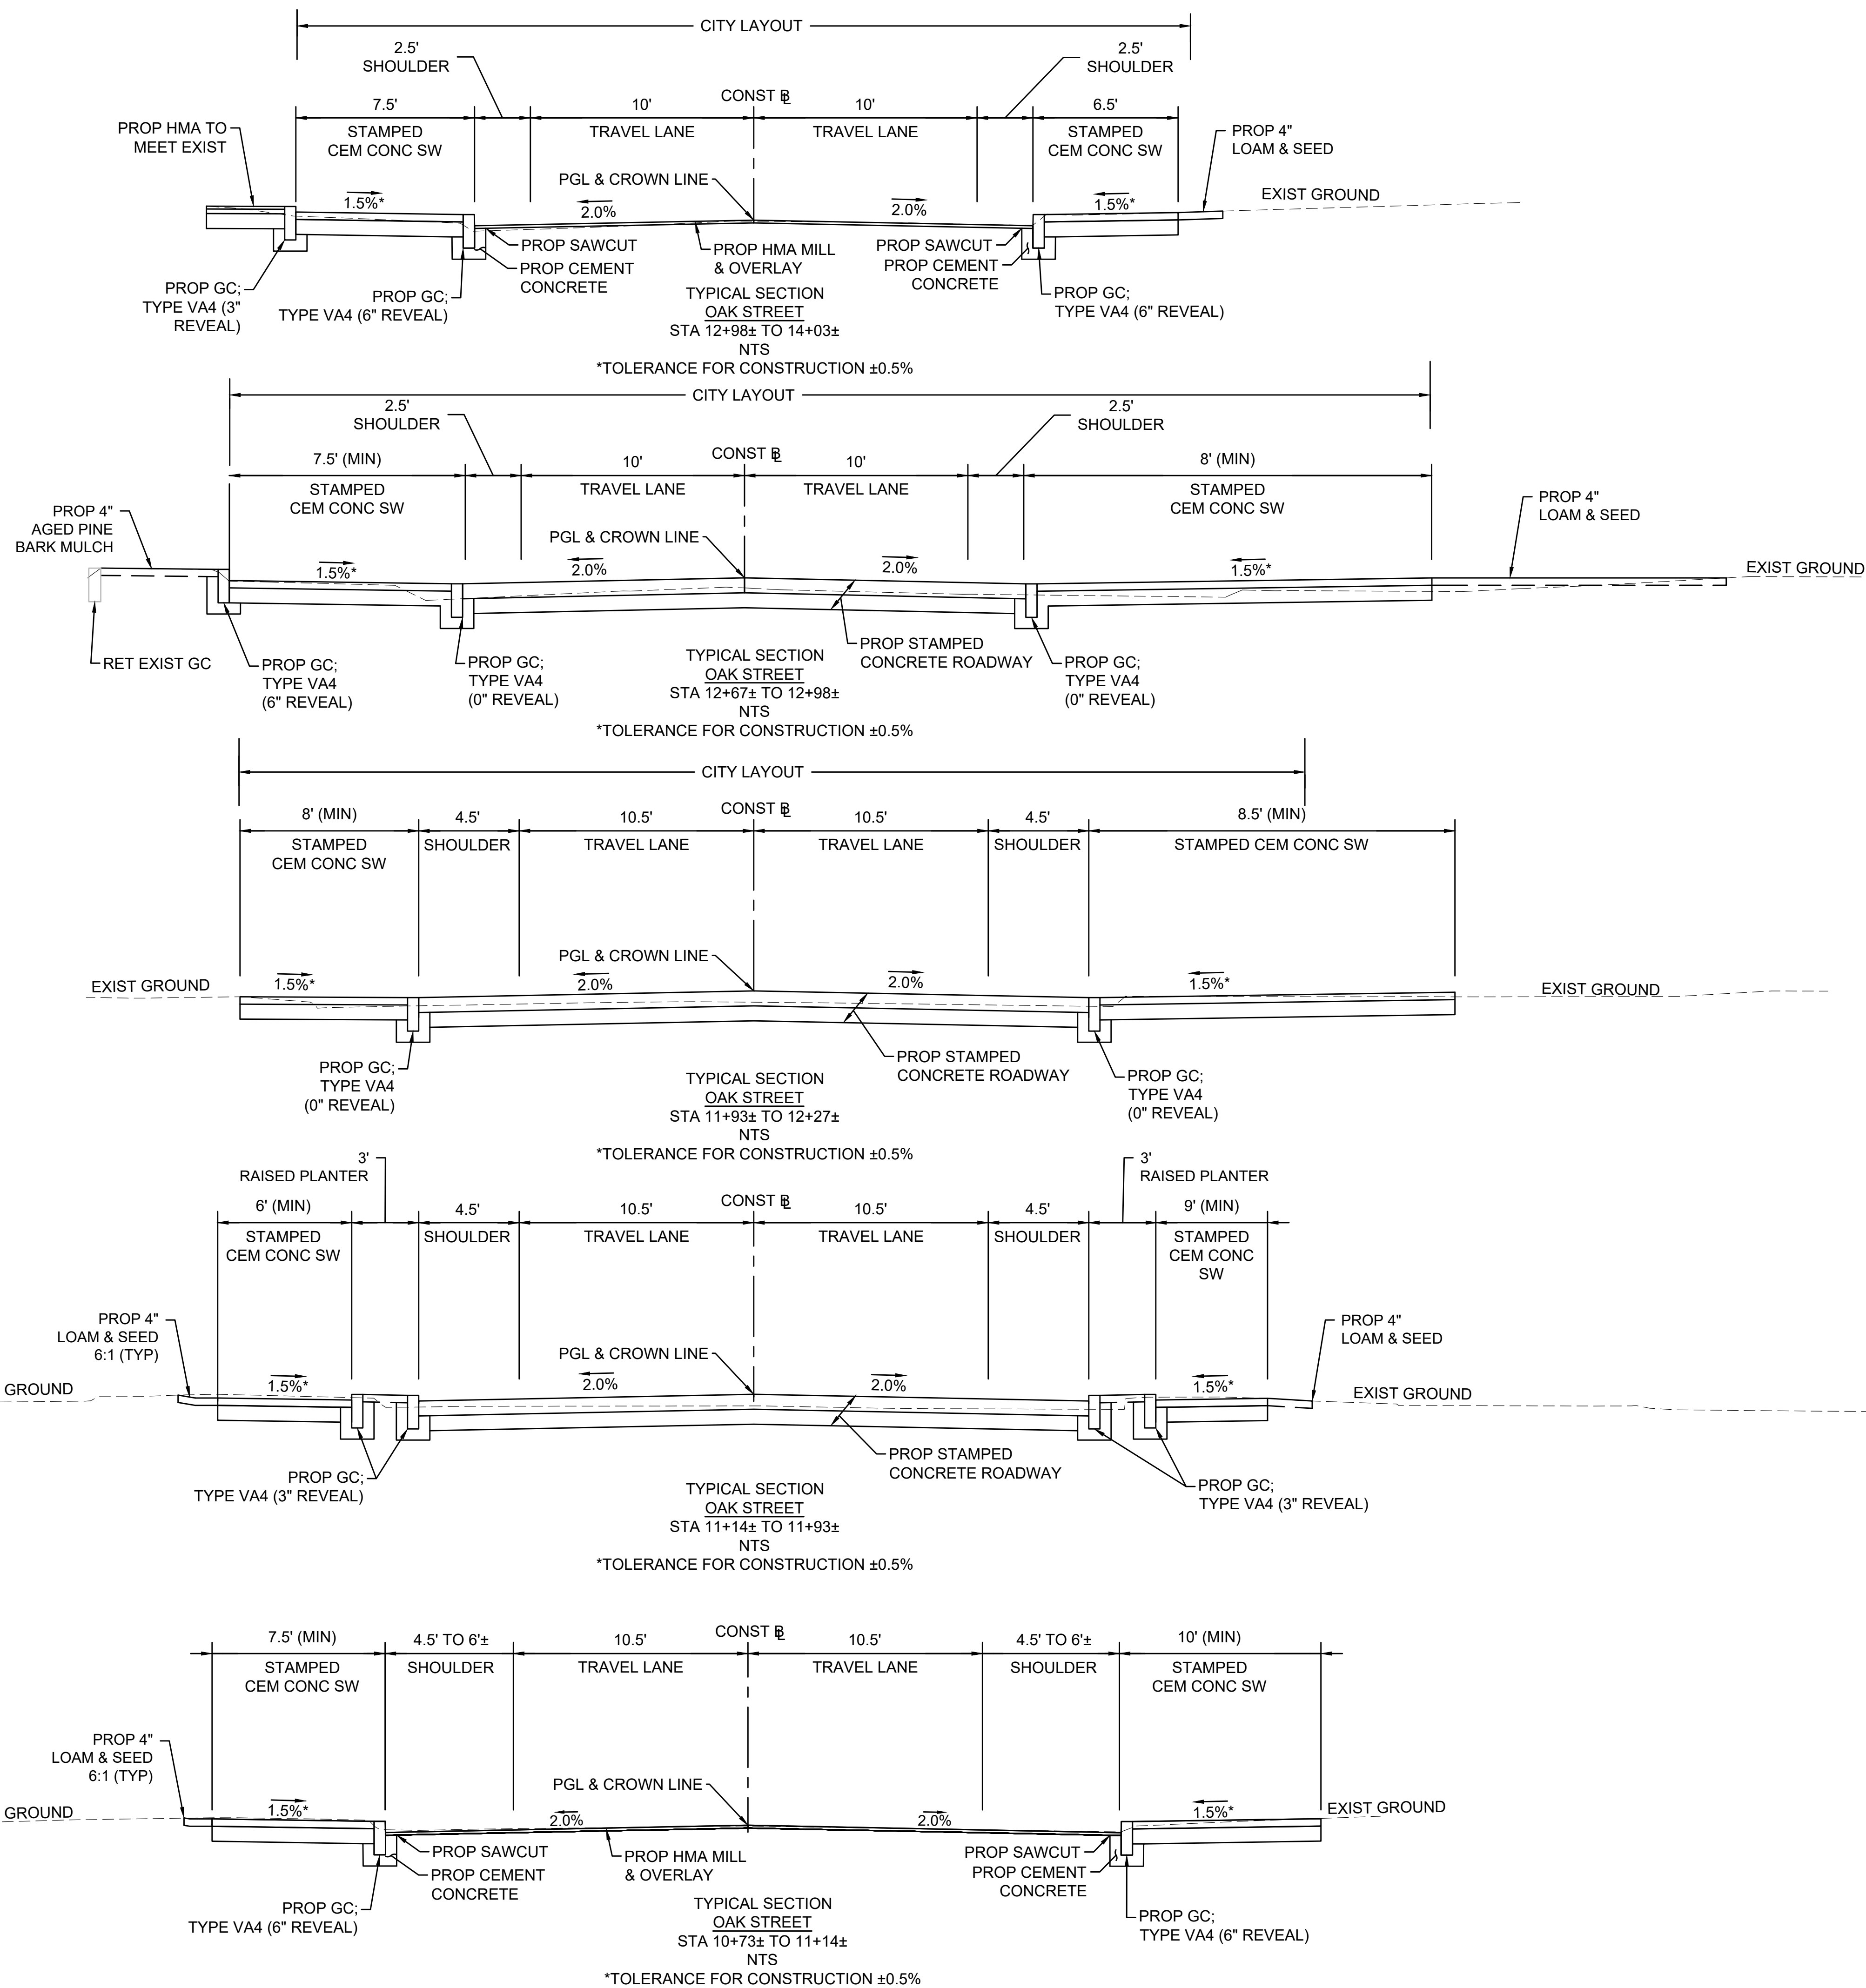 CITY LAYOUT
2.5'
SHOULDER
2.5'
SHOULDER
CONST BL
7.5'
10'
10'
6.5'
STAMPED
CEM CONC SW
TRAVEL LANE
TRAVEL LANE
STAMPED
CEM CONC SW
PROP HMA TO
MEET EXIST
PROP 4"
LOAM & SEED
PGL & CROWN LINE
EXIST GROUND
1.5%*
2.0%
2.0%
1.5%*
PROP SAWCUT
PROP CEMENT
CONCRETE
PROP HMA MILL
& OVERLAY
PROP SAWCUT
PROP CEMENT
CONCRETE
PROP GC;
TYPE VA4 (3"
REVEAL)
PROP GC;
TYPE VA4 (6" REVEAL)
PROP GC;
TYPE VA4 (6" REVEAL)
TYPICAL SECTION
OAK STREET
STA 12+98± TO 14+03±
NTS
*TOLERANCE FOR CONSTRUCTION ±0.5%
CITY LAYOUT
2.5'
SHOULDER
2.5'
SHOULDER
CONST BL
7.5' (MIN)
10'
10'
8' (MIN)
STAMPED
CEM CONC SW
TRAVEL LANE
TRAVEL LANE
STAMPED
CEM CONC SW
PROP 4"
AGED PINE
BARK MULCH
PROP 4"
LOAM & SEED
PGL & CROWN LINE
EXIST GROUND
1.5%*
2.0%
2.0%
1.5%*
RET EXIST GC
PROP GC;
TYPE VA4
(6" REVEAL)
PROP GC;
TYPE VA4
(0" REVEAL)
PROP STAMPED
CONCRETE ROADWAY
PROP GC;
TYPE VA4
(0" REVEAL)
TYPICAL SECTION
OAK STREET
STA 12+67± TO 12+98±
NTS
*TOLERANCE FOR CONSTRUCTION ±0.5%
CITY LAYOUT
CONST BL
8' (MIN)
4.5'
10.5'
10.5'
4.5'
8.5' (MIN)
STAMPED
CEM CONC SW
SHOULDER
TRAVEL LANE
TRAVEL LANE
SHOULDER
STAMPED CEM CONC SW
PGL & CROWN LINE
EXIST GROUND
1.5%*
2.0%
2.0%
1.5%*
EXIST GROUND
PROP GC;
TYPE VA4
(0" REVEAL)
PROP STAMPED
CONCRETE ROADWAY
PROP GC;
TYPE VA4
(0" REVEAL)
TYPICAL SECTION
OAK STREET
STA 11+93± TO 12+27±
NTS
*TOLERANCE FOR CONSTRUCTION ±0.5%
3'
RAISED PLANTER
3'
RAISED PLANTER
CONST BL
6' (MIN)
4.5'
10.5'
10.5'
4.5'
9' (MIN)
STAMPED
CEM CONC SW
SHOULDER
TRAVEL LANE
TRAVEL LANE
SHOULDER
STAMPED
CEM CONC
SW
PROP 4"
LOAM & SEED
6:1 (TYP)
PROP 4"
LOAM & SEED
PGL & CROWN LINE
GROUND
1.5%*
2.0%
2.0%
1.5%*
EXIST GROUND
PROP GC;
TYPE VA4 (3" REVEAL)
PROP STAMPED
CONCRETE ROADWAY
PROP GC;
TYPE VA4 (3" REVEAL)
TYPICAL SECTION
OAK STREET
STA 11+14± TO 11+93±
NTS
*TOLERANCE FOR CONSTRUCTION ±0.5%
CONST BL
7.5' (MIN)
4.5' TO 6'±
10.5'
10.5'
4.5' TO 6'±
10' (MIN)
STAMPED
CEM CONC SW
SHOULDER
TRAVEL LANE
TRAVEL LANE
SHOULDER
STAMPED
CEM CONC SW
PROP 4"
LOAM & SEED
6:1 (TYP)
PGL & CROWN LINE
GROUND
1.5%*
2.0%
2.0%
1.5%*
EXIST GROUND
PROP SAWCUT
PROP CEMENT
CONCRETE
PROP HMA MILL
& OVERLAY
PROP SAWCUT
PROP CEMENT
CONCRETE
PROP GC;
TYPE VA4 (6" REVEAL)
PROP GC;
TYPE VA4 (6" REVEAL)
TYPICAL SECTION
OAK STREET
STA 10+73± TO 11+14±
NTS
*TOLERANCE FOR CONSTRUCTION ±0.5%